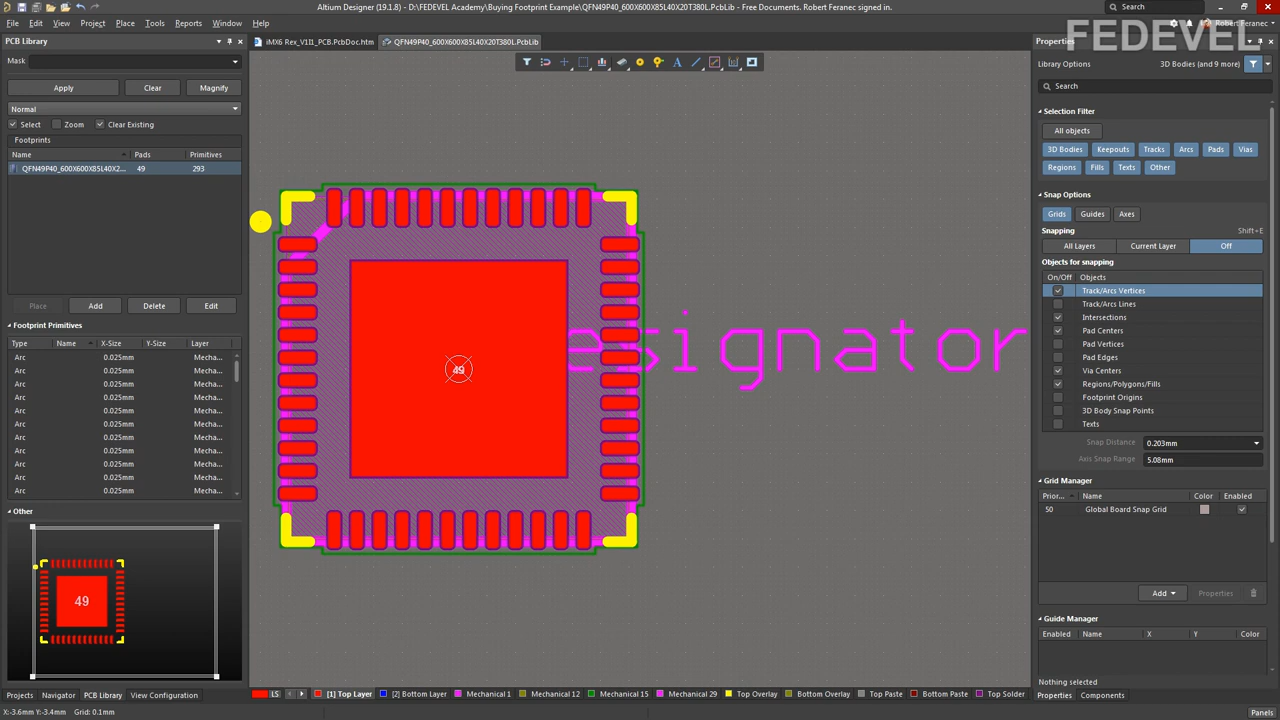 Altium Designer (19.1.8) - D:\FEDEVEL Academy\Buying Footprint Example\QFN49P40_600X600X85L40X20T380L.PcbLib - Free Documents. Robert Feranec signed in.
Search
File Edit View Project Place Tools Reports Window Help
Robert Feranec
FEDEVEL
PCB Library
iMX6 Rex_V1I1_PCB.PcbDoc.htm
QFN49P40_600X600X85L40X20T380L.PcbLib
Properties
Mask
Library Options
3D Bodies (and 9 more)
Apply Clear Magnify
Search
Normal
Select Zoom Clear Existing
Footprints
Name Pads Primitives
QFN49P40_600X600X85L40X2... 49 293
Place Add Delete Edit
Footprint Primitives
Type Name X-Size Y-Size Layer
Arc 0.025mm Mecha...
Arc 0.025mm Mecha...
Arc 0.025mm Mecha...
Arc 0.025mm Mecha...
Arc 0.025mm Mecha...
Arc 0.025mm Mecha...
Arc 0.025mm Mecha...
Arc 0.025mm Mecha...
Arc 0.025mm Mecha...
Arc 0.025mm Mecha...
Arc 0.025mm Mecha...
Other
49
49
esignator
Selection Filter
All objects
3D Bodies Keepouts Tracks Arcs Pads Vias
Regions Fills Texts Other
Snap Options
Grids Guides Axes
Snapping Shift+E
All Layers Current Layer Off
Objects for snapping
On/Off Objects
Track/Arcs Vertices
Track/Arcs Lines
Intersections
Pad Centers
Pad Vertices
Pad Edges
Via Centers
Regions/Polygons/Fills
Footprint Origins
3D Body Snap Points
Texts
Snap Distance 0.203mm
Axis Snap Range 5.08mm
Grid Manager
Prior... Name Color Enabled
50 Global Board Snap Grid
Add Properties
Guide Manager
Enabled Name X Y Color
Nothing selected
Projects Navigator PCB Library View Configuration
LS [1] Top Layer [2] Bottom Layer Mechanical 1 Mechanical 12 Mechanical 15 Mechanical 29 Top Overlay Bottom Overlay Top Paste Bottom Paste Top Solder
Properties Components
X:-3.6mm Y:-3.4mm Grid: 0.1mm
Panels